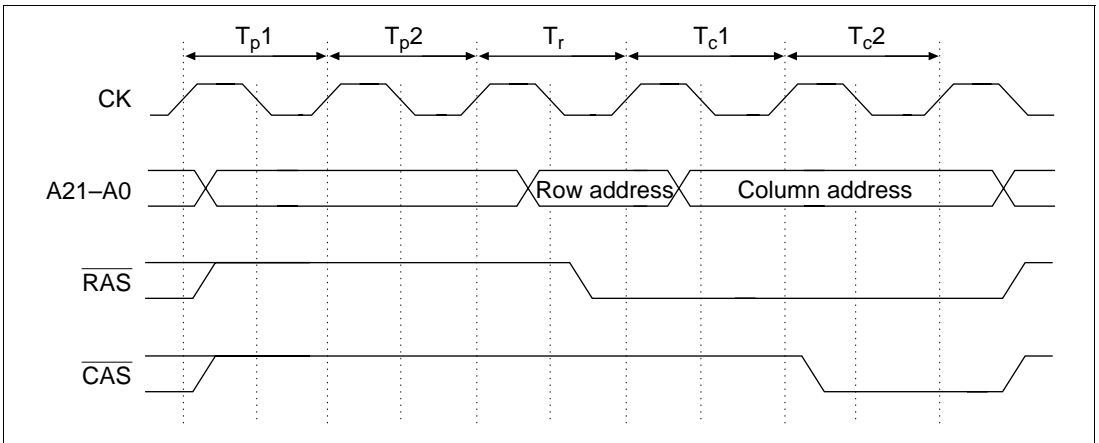 Tp1 Tp2 Tr Tc1 Tc2
CK
A21–A0 Row address Column address
RAS
CAS